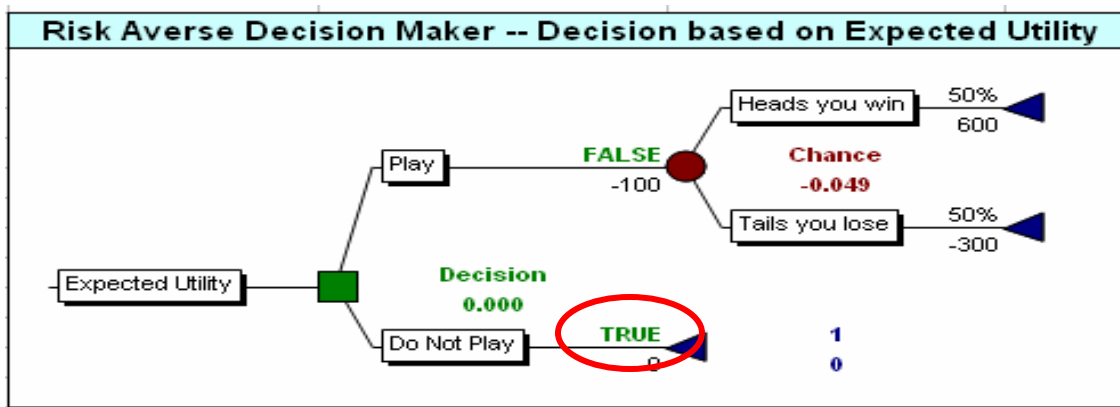 Risk Averse Decision Maker -- Decision based on Expected Utility
Heads you win
50%
600
Play
FALSE
-100
Chance
-0.049
Tails you lose
50%
-300
Expected Utility
Decision
0.000
Do Not Play
TRUE
0
1
0